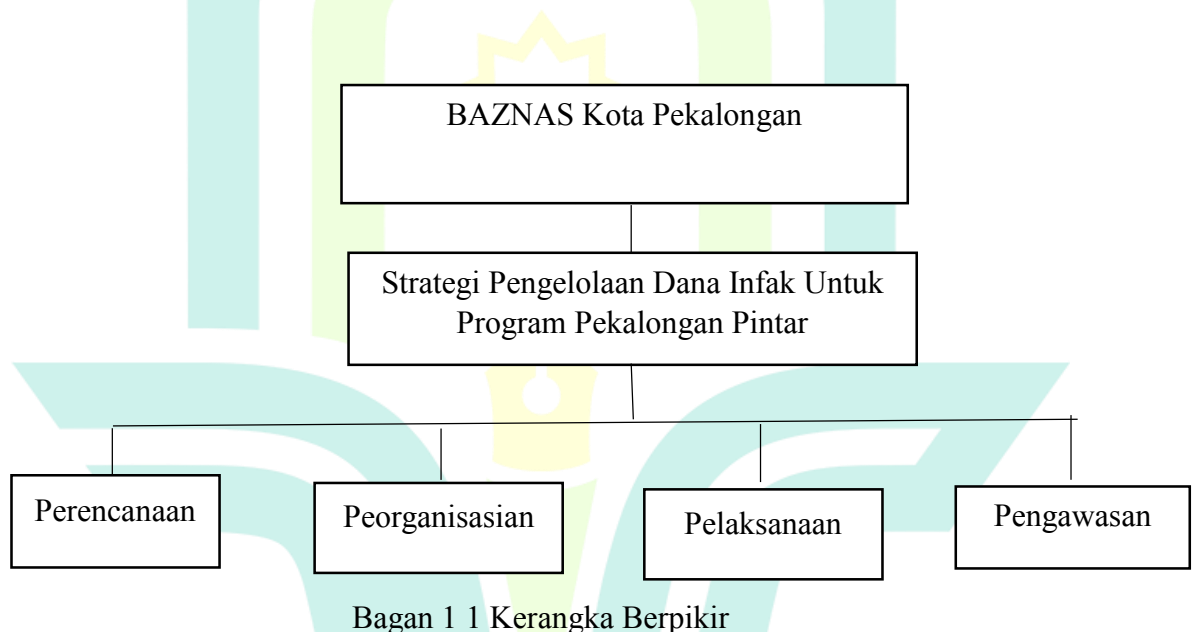 BAZNAS Kota Pekalongan
Strategi Pengelolaan Dana Infak Untuk
Program Pekalongan Pintar
Perencanaan
Peorganisasian
Pelaksanaan
Pengawasan
Bagan 1 1 Kerangka Berpikir